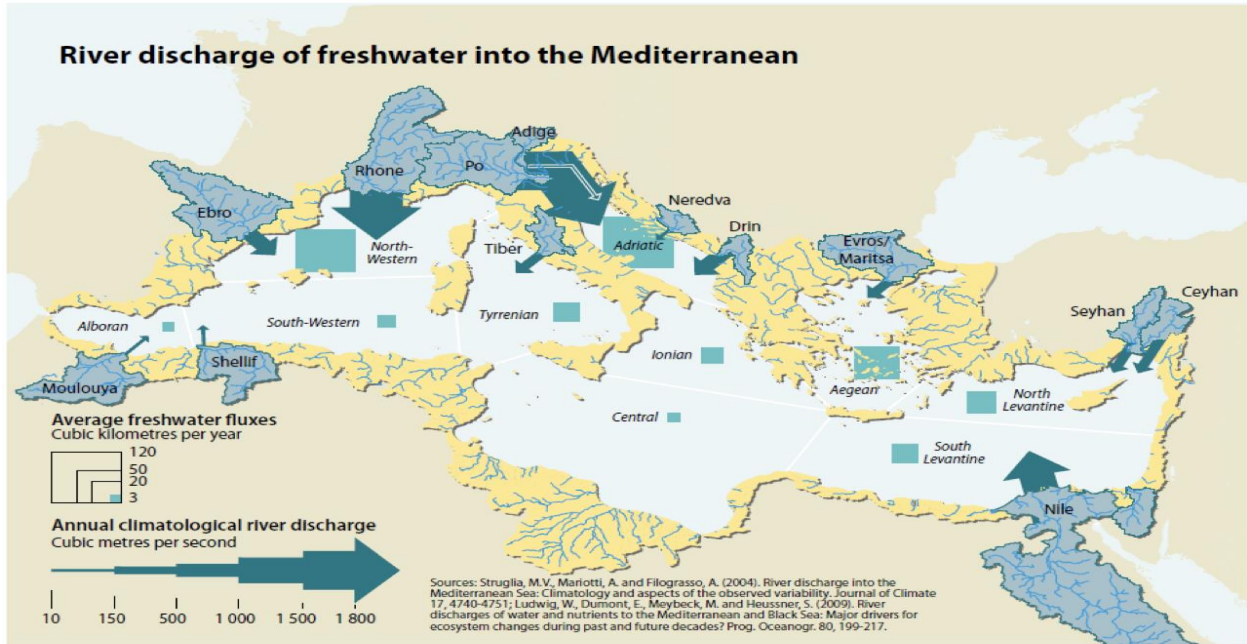 River discharge of freshwater into the Mediterranean
Adige
Rhone
Po
Ebro
Neredva
Drin
Tiber
Evros/
Maritsa
North-
Western
Adriatic
Seyhan
Ceyhan
Alboran
South-Western
Tyrrenian
Ionian
Moulouya
Shellif
Aegean
North
Levantine
Central
South
Levantine
Nile
Average freshwater fluxes
Cubic kilometres per year
120
50
20
3
Annual climatological river discharge
Cubic metres per second
10 150 500 1 000 1 500 1 800
Sources: Struglia, M.V., Mariotti, A. and Filograsso, A. (2004). River discharge into the
Mediterranean Sea: Climatology and aspects of the observed variability. Journal of Climate
17, 4740-4751; Ludwig, W., Dumont, E., Meybeck, M. and Heussner, S. (2009). River
discharges of water and nutrients to the Mediterranean and Black Sea: Major drivers for
ecosystem changes during past and future decades? Prog. Oceanogr. 80, 199-217.